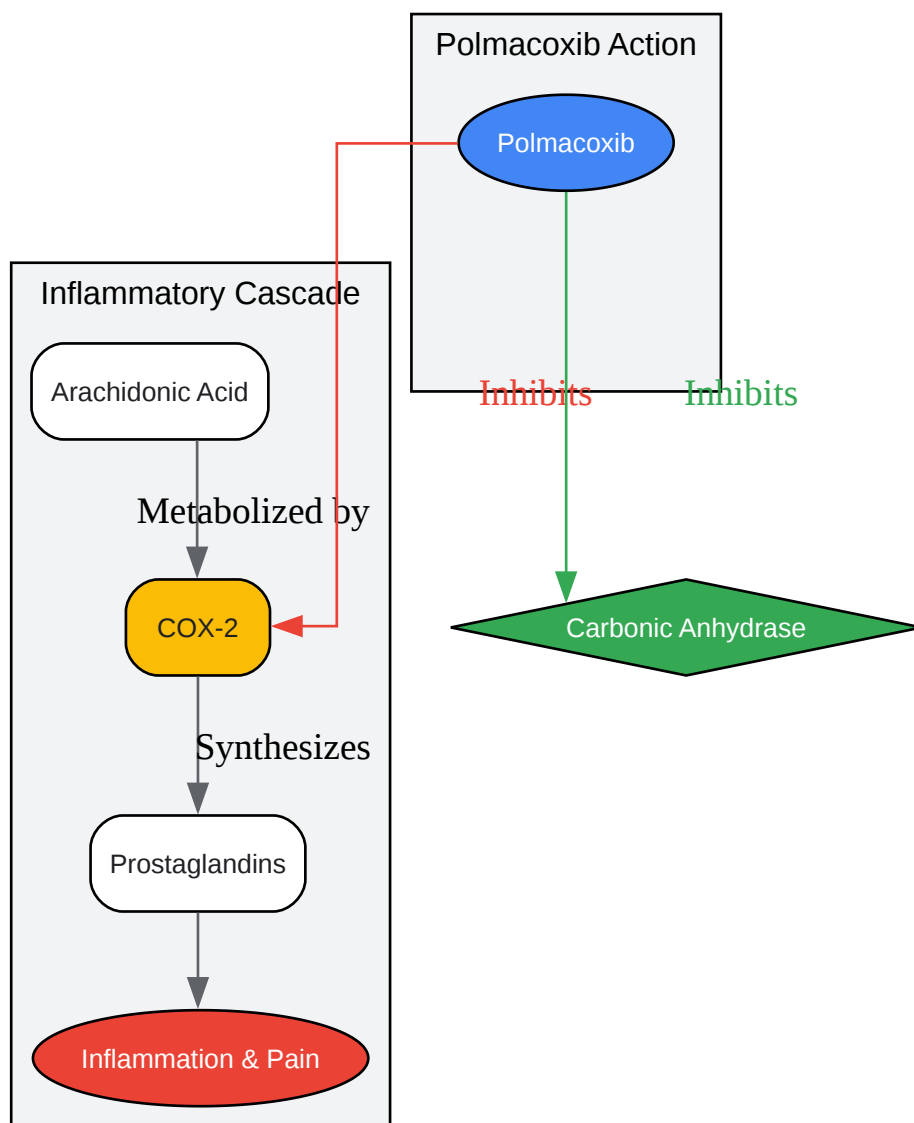 Polmacoxib Action
Polmacoxib
Inflammatory Cascade
Arachidonic Acid
Inhibits
Inhibits
Metabolized by
COX-2
Carbonic Anhydrase
Synthesizes
Prostaglandins
Inflammation & Pain